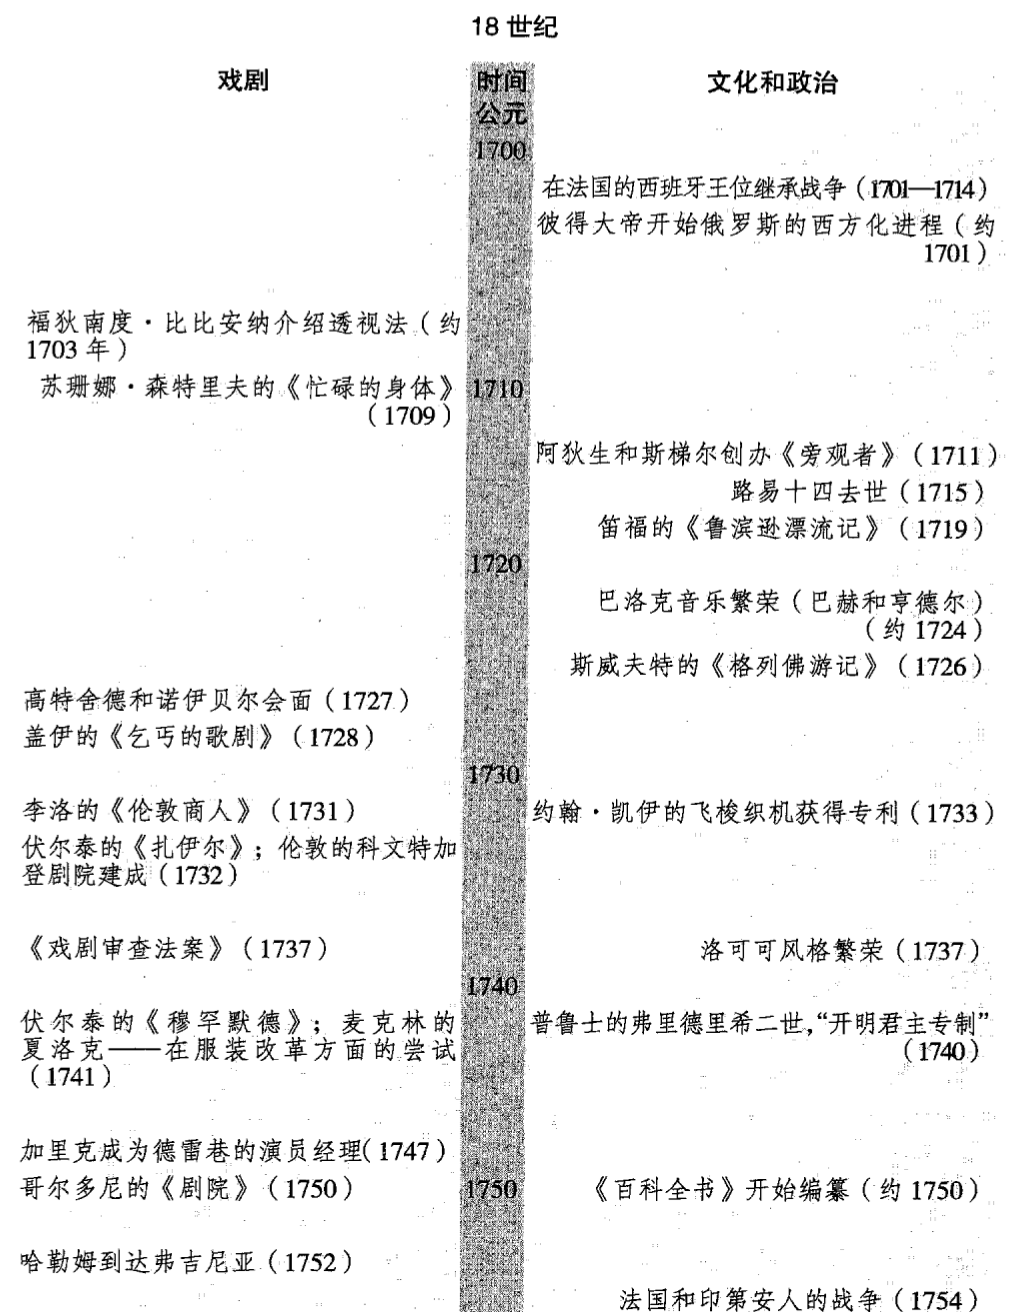 18 世纪
戏剧
时间
公元
文化和政治
1700
在法国的西班牙王位继承战争（1701—1714）
彼得大帝开始俄罗斯的西方化进程（约
1701）
福狄南度·比比安纳介绍透视法（约
1703 年）
苏珊娜·森特里夫的《忙碌的身体》
（1709）
1710
阿狄生和斯梯尔创办《旁观者》（1711）
路易十四去世（1715）
笛福的《鲁滨逊漂流记》（1719）
1720
巴洛克音乐繁荣（巴赫和亨德尔）
（约 1724）
斯威夫特的《格列佛游记》（1726）
高特舍德和诺伊贝尔会面（1727）
盖伊的《乞丐的歌剧》（1728）
1730
李洛的《伦敦商人》（1731）
约翰·凯伊的飞梭织机获得专利（1733）
伏尔泰的《扎伊尔》；伦敦的科文特加
登剧院建成（1732）
《戏剧审查法案》（1737）
洛可可风格繁荣（1737）
1740
伏尔泰的《穆罕默德》；麦克林的
夏洛克——在服装改革方面的尝试
（1741）
普鲁士的弗里德里希二世，“开明君主专制”
（1740）
加里克成为德雷巷的演员经理（1747）
哥尔多尼的《剧院》（1750）
1750
《百科全书》开始编纂（约 1750）
哈勒姆到达弗吉尼亚（1752）
法国和印第安人的战争（1754）